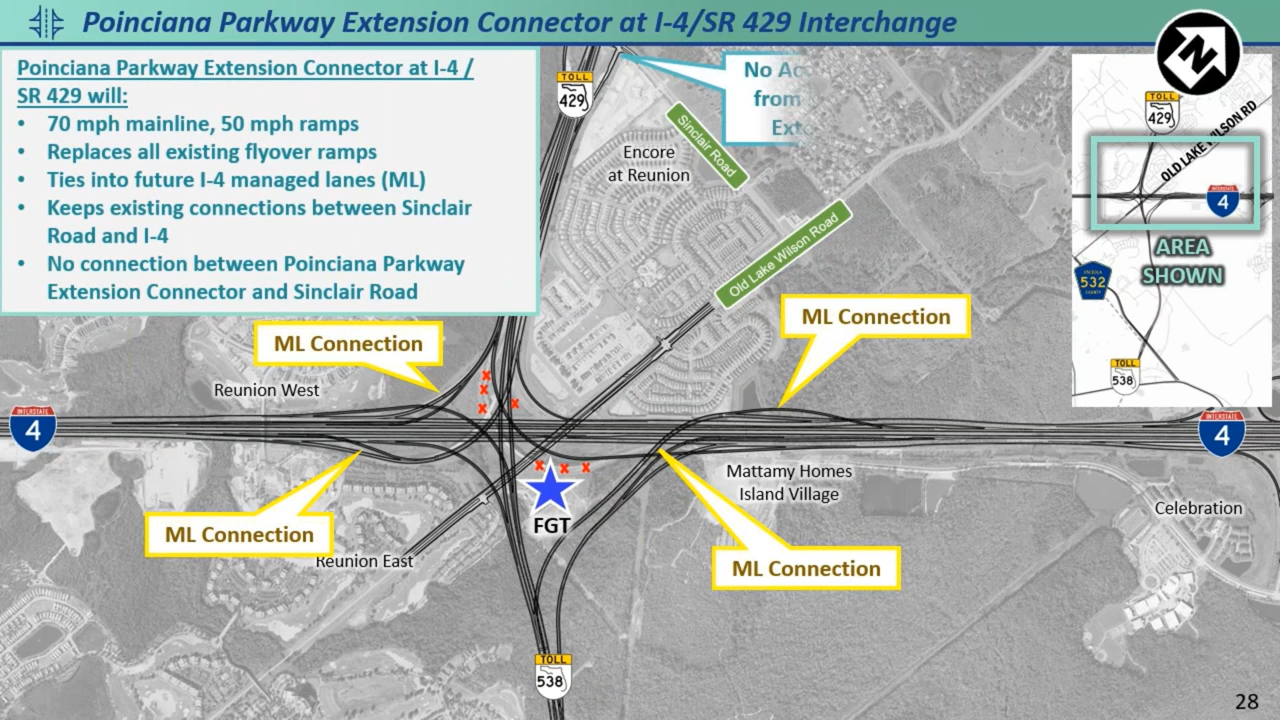 Poinciana Parkway Extension Connector at I-4/SR 429 Interchange
Poinciana Parkway Extension Connector at I-4 /
SR 429 will:
• 70 mph mainline, 50 mph ramps
• Replaces all existing flyover ramps
• Ties into future I-4 managed lanes (ML)
• Keeps existing connections between Sinclair
Road and I-4
• No connection between Poinciana Parkway
Extension Connector and Sinclair Road
TOLL
429
No
from
Sinclair Road
Encore
at Reunion
Old Lake Wilson Road
N
TOLL
429
OLD LAKE WILSON RD
INTERSTATE
4
AREA
SHOWN
OSCEOLA
532
COUNTY
TOLL
538
ML Connection
ML Connection
Reunion West
INTERSTATE
4
INTERSTATE
4
Mattamy Homes
Island Village
Celebration
FGT
ML Connection
Reunion East
ML Connection
TOLL
538
28